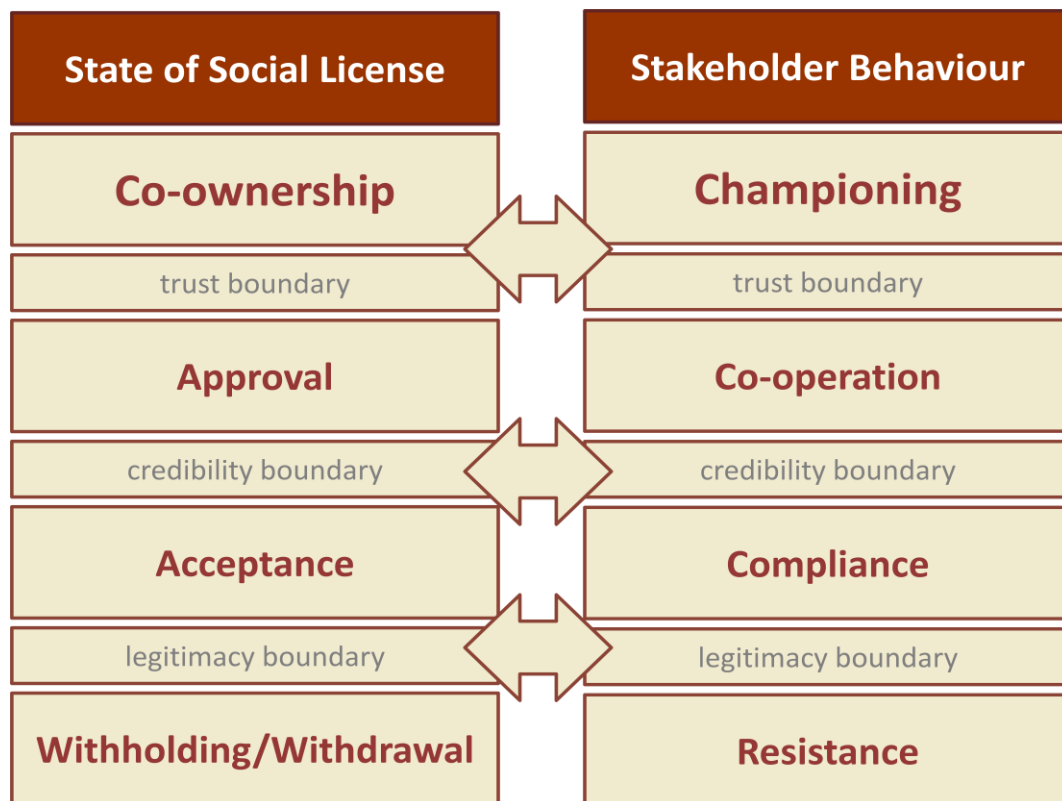 State of Social License
Stakeholder Behaviour
Co-ownership
Championing
trust boundary
trust boundary
Approval
Co-operation
credibility boundary
credibility boundary
Acceptance
Compliance
legitimacy boundary
legitimacy boundary
Withholding/Withdrawal
Resistance